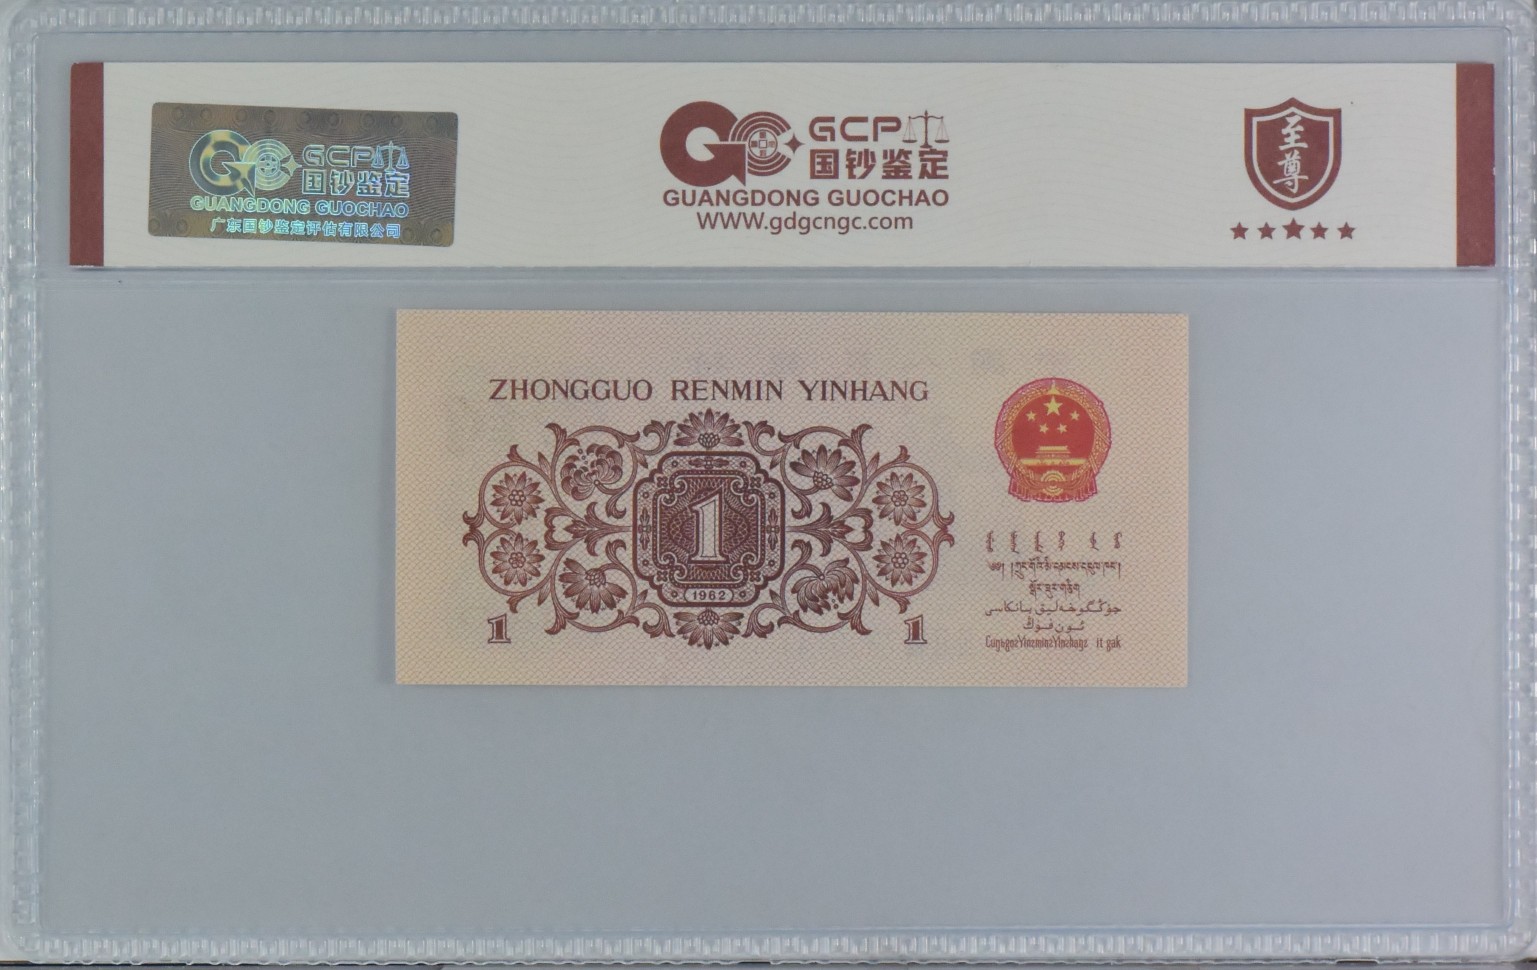 GCP
国钞鉴定
GUANGDONG GUOCHAO
广东国钞鉴定评估有限公司
GCP
国钞鉴定
GUANGDONG GUOCHAO
WWW.gdgcngc.com
至尊
ZHONGGUO RENMIN YINHANG
1
1962
1 1
جۇڭگوخەلىق بانكاسى